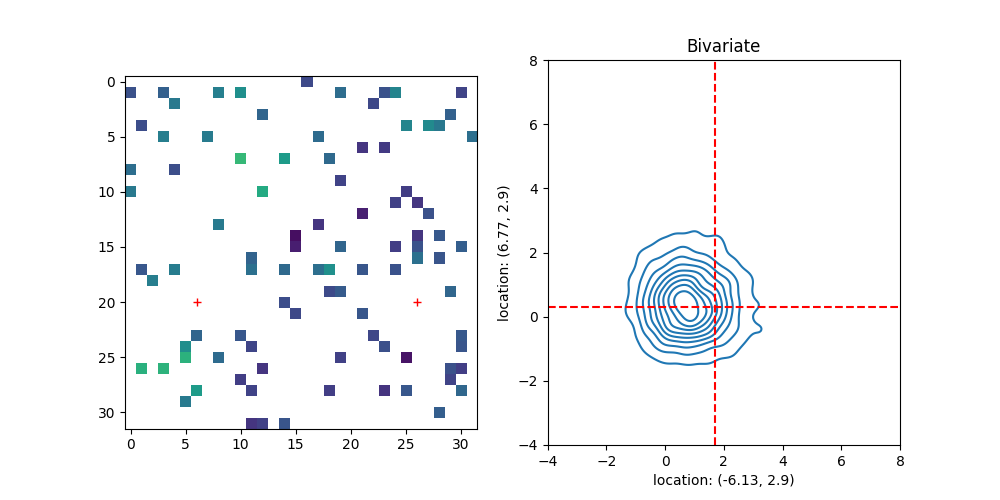 Bivariate
0
5
10
15
20
25
30
0 5 10 15 20 25 30
location: (6.77, 2.9)
8
6
4
2
0
−2
−4
−4 −2 0 2 4 6 8
location: (-6.13, 2.9)